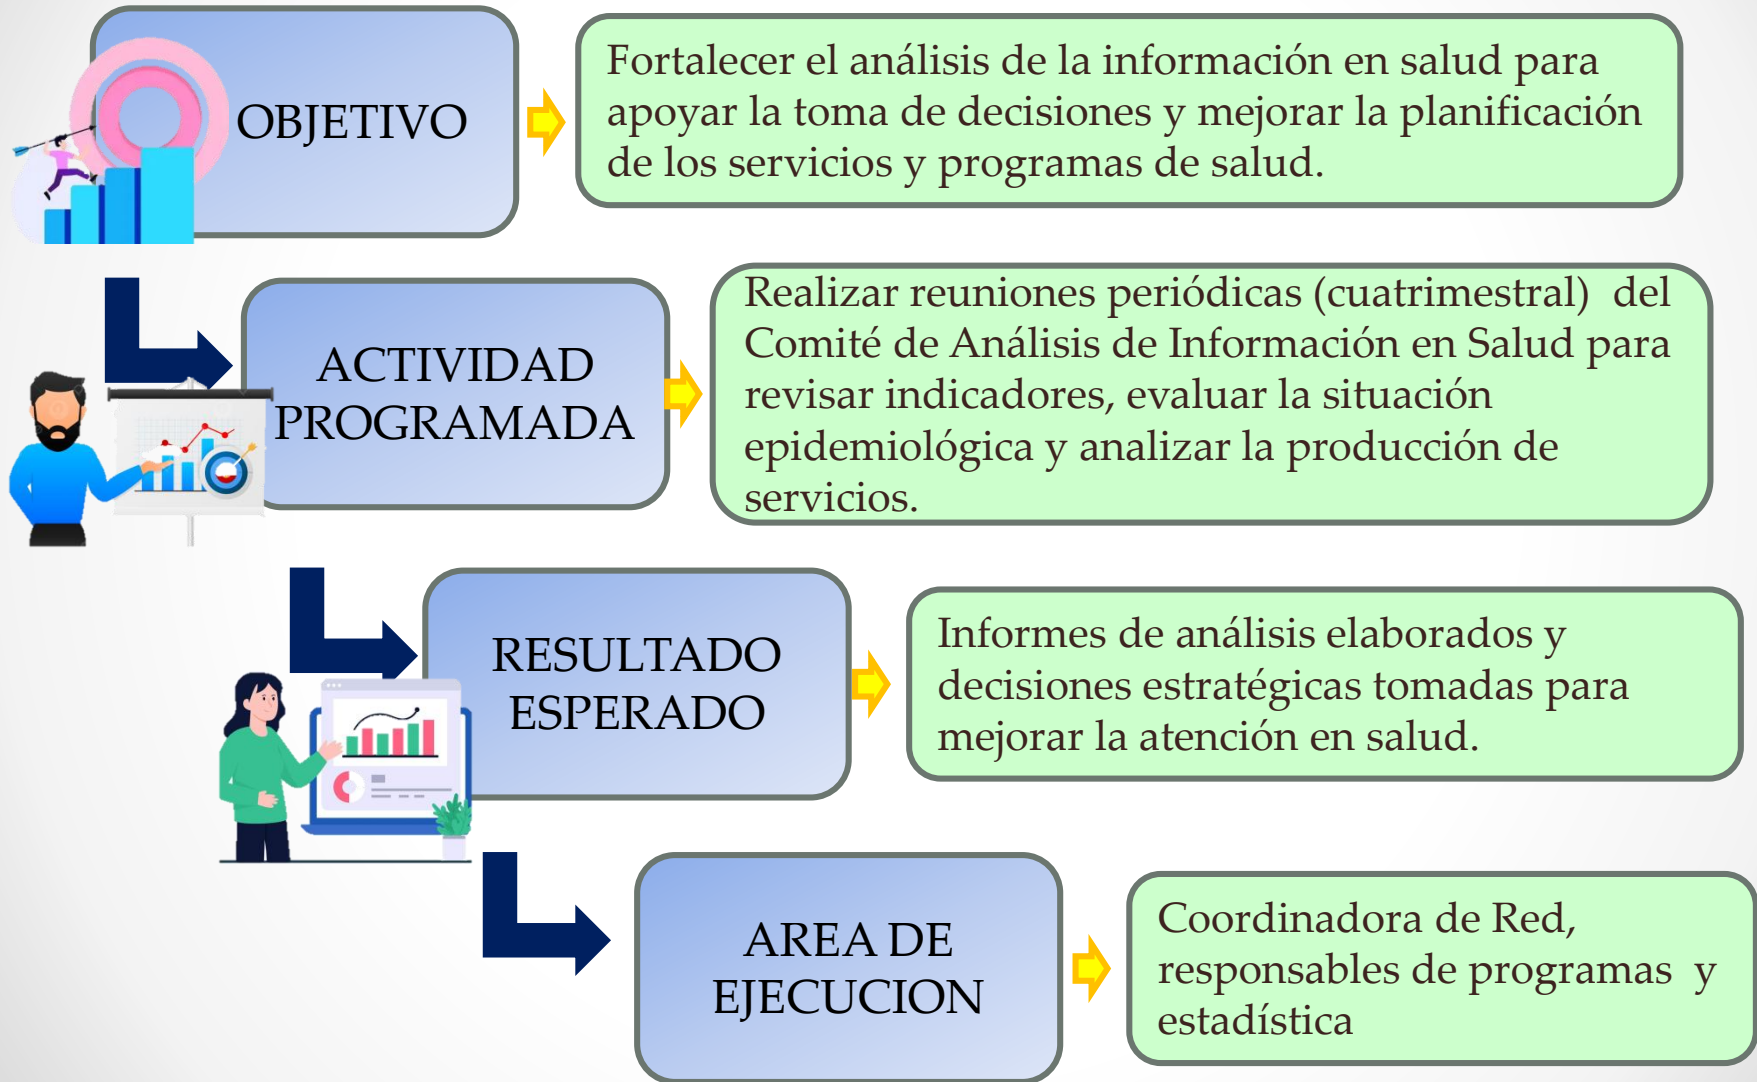 OBJETIVO
Fortalecer el análisis de la información en salud para
apoyar la toma de decisiones y mejorar la planificación
de los servicios y programas de salud.
ACTIVIDAD
PROGRAMADA
Realizar reuniones periódicas (cuatrimestral) del
Comité de Análisis de Información en Salud para
revisar indicadores, evaluar la situación
epidemiológica y analizar la producción de
servicios.
RESULTADO
ESPERADO
Informes de análisis elaborados y
decisiones estratégicas tomadas para
mejorar la atención en salud.
AREA DE
EJECUCION
Coordinadora de Red,
responsables de programas y
estadística